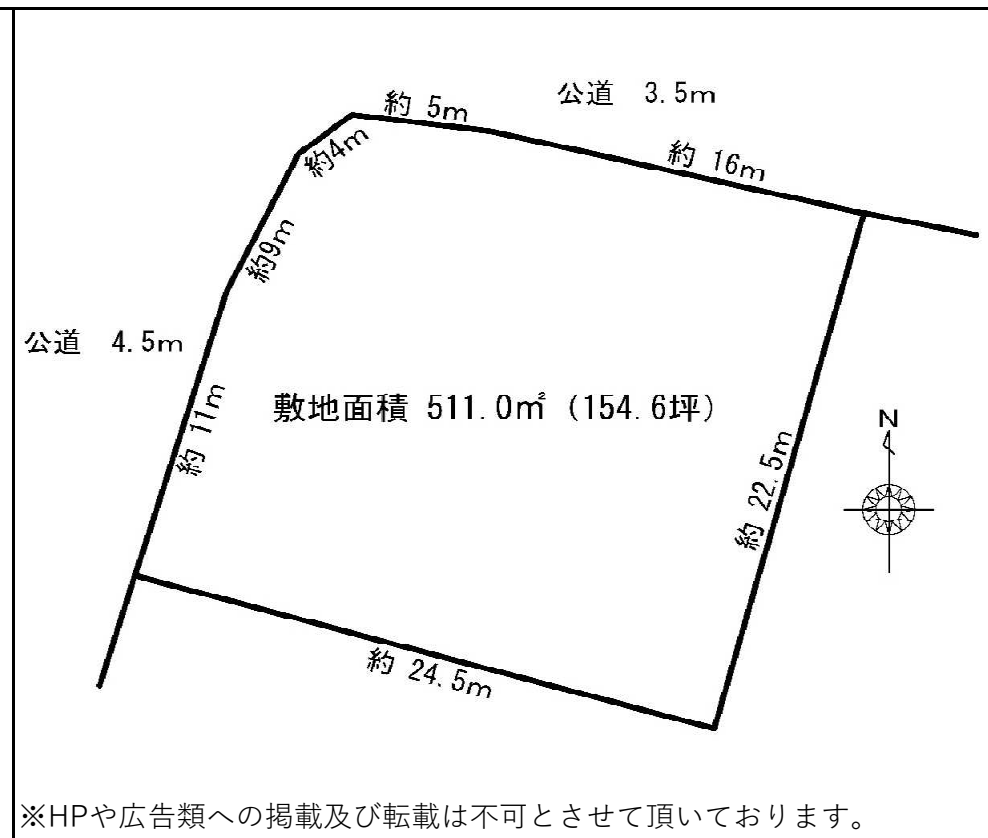 公道 3.5m
約 5m
約 16m
約4m
約9m
公道 4.5m
約 11m
敷地面積 511.0㎡（154.6坪）
約 22.5m
N
約 24.5m
※HPや広告類への掲載及び転載は不可とさせて頂いております。